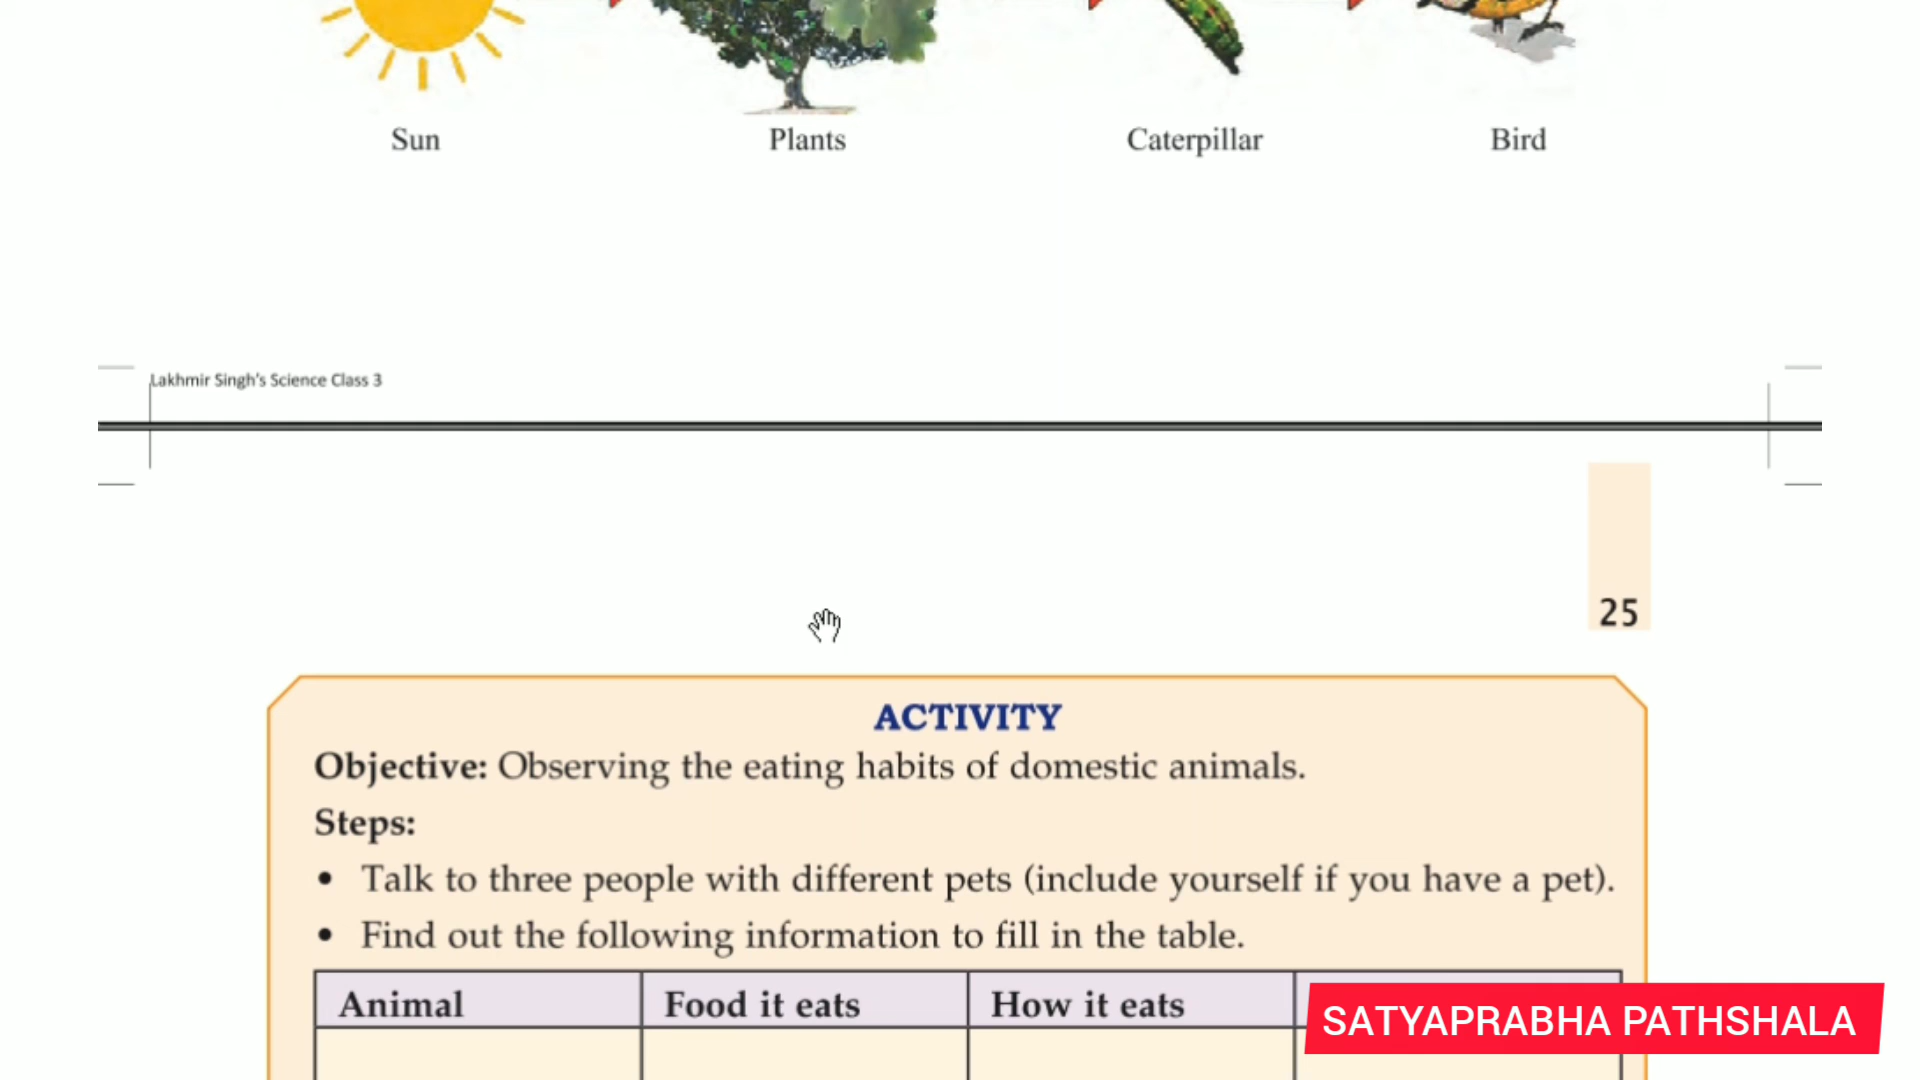 Sun Plants Caterpillar Bird
Lakhmir Singh's Science Class 3
25
ACTIVITY
Objective: Observing the eating habits of domestic animals.
Steps:
• Talk to three people with different pets (include yourself if you have a pet).
• Find out the following information to fill in the table.
Animal Food it eats How it eats
SATYAPRABHA PATHSHALA